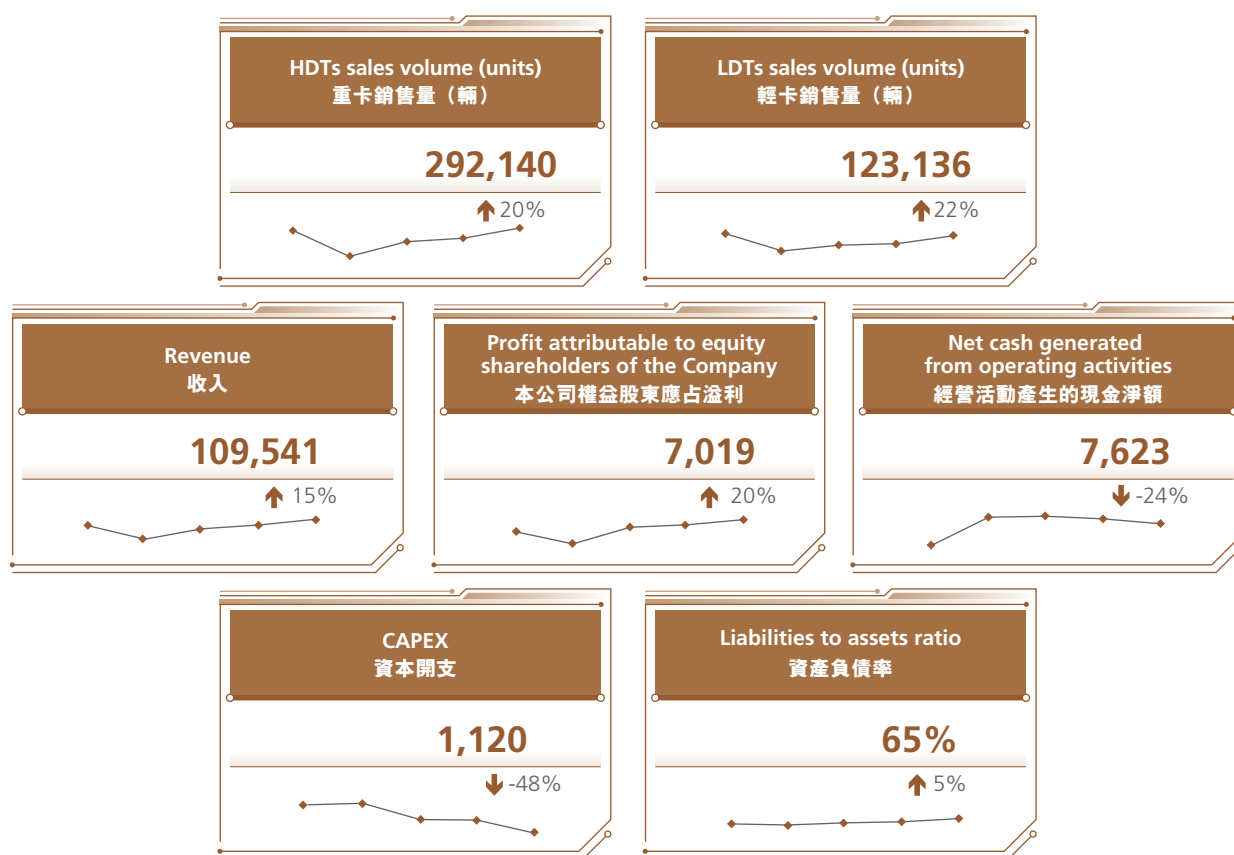 HDTs sales volume (units)
重卡銷售量（輛）
292,140
20%
LDTs sales volume (units)
輕卡銷售量（輛）
123,136
22%
Revenue
收入
109,541
15%
Profit attributable to equity
shareholders of the Company
本公司權益股東應占溢利
7,019
20%
Net cash generated
from operating activities
經營活動產生的現金淨額
7,623
-24%
CAPEX
資本開支
1,120
-48%
Liabilities to assets ratio
資產負債率
65%
5%